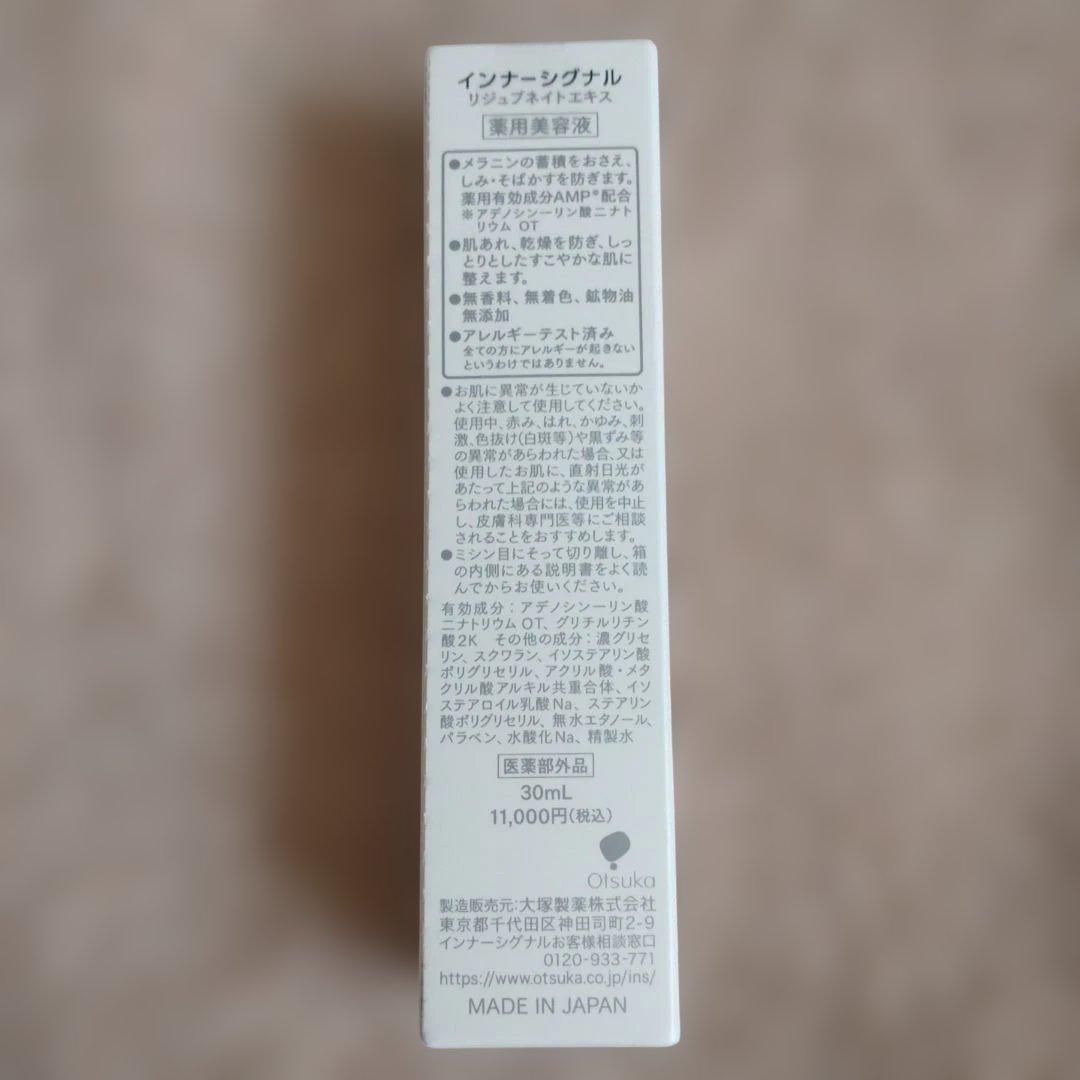 インナーシグナル
リジュブネイトエキス
薬用美容液
●メラニンの蓄積をおさえ、
しみ・そばかすを防ぎます。
薬用有効成分AMP※配合
※アデノシン一リン酸二ナト
リウム OT
●肌あれ、乾燥を防ぎ、しっ
とりとしたすこやかな肌に
整えます。
●無香料、無着色、鉱物油
無添加
●アレルギーテスト済み
全ての方にアレルギーが起きない
というわけではありません。
●お肌に異常が生じていないか
よく注意して使用してください。
使用中、赤み、はれ、かゆみ、刺
激、色抜け(白斑等)や黒ずみ等
の異常があらわれた場合、又は
使用したお肌に、直射日光が
あたって上記のような異常があ
らわれた場合には、使用を中止
し、皮膚科専門医等にご相談
されることをおすすめします。
●ミシン目にそって切り離し、箱
の内側にある説明書をよく読
んでからお使いください。
有効成分：アデノシン一リン酸
二ナトリウム OT、グリチルリチン
酸2K その他の成分：濃グリセ
リン、スクワラン、イソステアリン酸
ポリグリセリル、アクリル酸・メタ
クリル酸アルキル共重合体、イソ
ステアロイル乳酸Na、ステアリン
酸ポリグリセリル、無水エタノール、
パラベン、水酸化Na、精製水
医薬部外品
30mL
11,000円(税込)
Otsuka
製造販売元:大塚製薬株式会社
東京都千代田区神田司町2-9
インナーシグナルお客様相談窓口
0120-933-771
https://www.otsuka.co.jp/ins/
MADE IN JAPAN